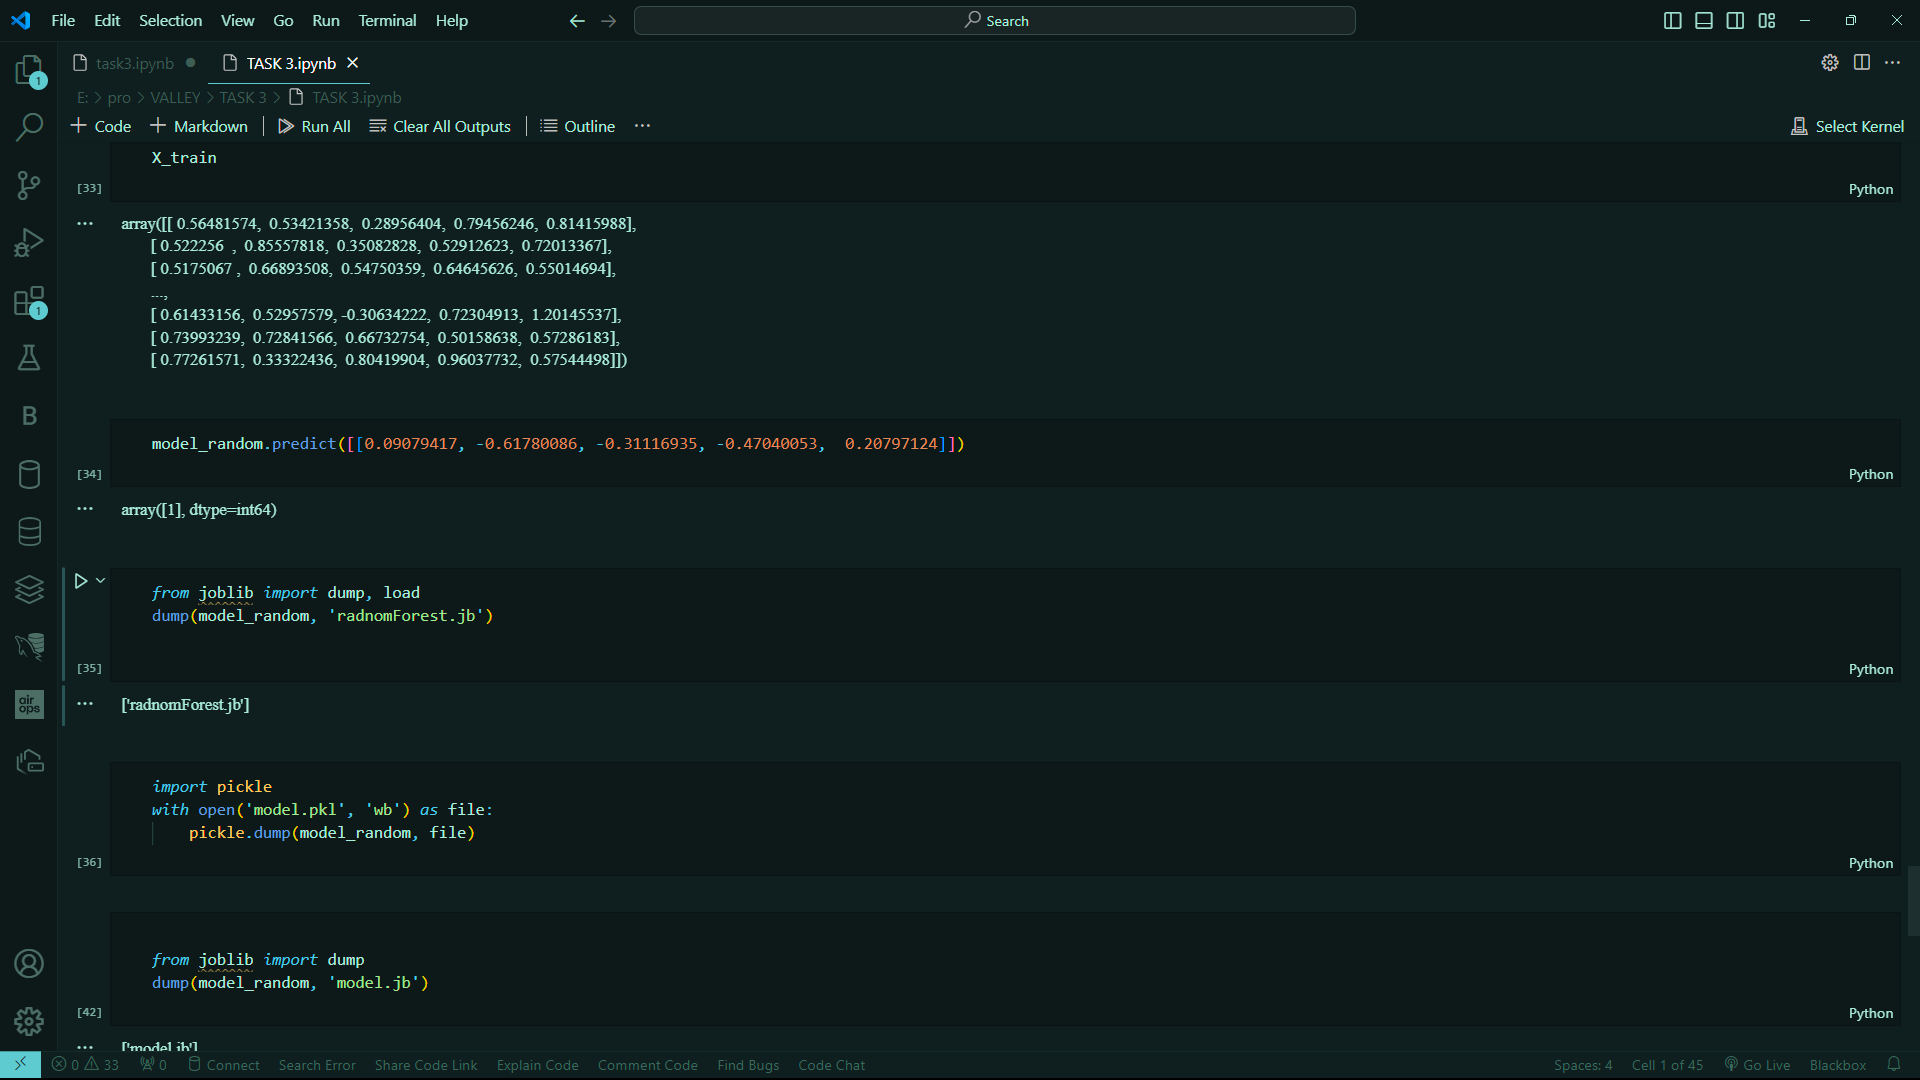 File Edit Selection View Go Run Terminal Help
Search
task3.ipynb
TASK 3.ipynb
E: > pro > VALLEY > TASK 3 > TASK 3.ipynb
+ Code + Markdown Run All Clear All Outputs Outline ...
Select Kernel
X_train
[33]
Python
array([[ 0.56481574, 0.53421358, 0.28956404, 0.79456246, 0.81415988],
[ 0.522256 , 0.85557818, 0.35082828, 0.52912623, 0.72013367],
[ 0.5175067 , 0.66893508, 0.54750359, 0.64645626, 0.55014694],
...,
[ 0.61433156, 0.52957579, -0.30634222, 0.72304913, 1.20145537],
[ 0.73993239, 0.72841566, 0.66732754, 0.50158638, 0.57286183],
[ 0.77261571, 0.33322436, 0.80419904, 0.96037732, 0.57544498]])
model_random.predict([[0.09079417, -0.61780086, -0.31116935, -0.47040053,  0.20797124]])
[34]
Python
array([1], dtype=int64)
from joblib import dump, load
dump(model_random, 'radnomForest.jb')
[35]
Python
['radnomForest.jb']
import pickle
with open('model.pkl', 'wb') as file:
    pickle.dump(model_random, file)
[36]
Python
from joblib import dump
dump(model_random, 'model.jb')
[42]
Python
['model.jb']
1
1
B
air
ops
0 33 0 Connect Search Error Share Code Link Explain Code Comment Code Find Bugs Code Chat
Spaces: 4 Cell 1 of 45 Go Live Blackbox